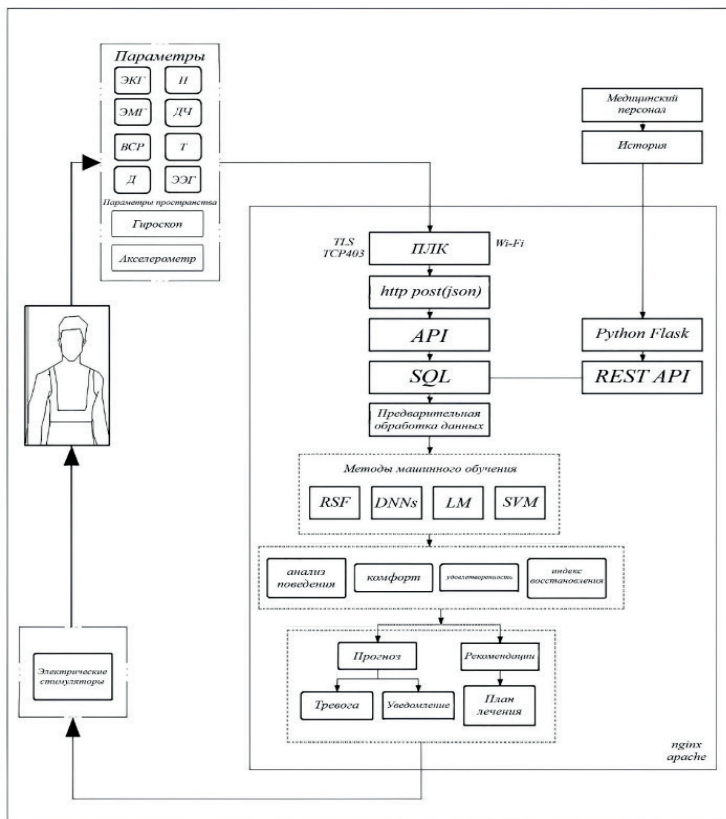 Параметры
ЭКГ
И
ЭМГ
ДЧ
ВСР
Т
Д
ЭЭГ
Параметры пространства
Гироскоп
Акселерометр
Медицинский
персонал
История
TLS
TCP403
ПЛК
Wi-Fi
http post(json)
API
SQL
Python Flask
REST API
Предварительная
обработка данных
Методы машинного обучения
RSF
DNNs
LM
SVM
анализ
поведения
комфорт
удовлетворенность
индекс
восстановления
Прогноз
Рекомендации
Тревога
Уведомление
План
лечения
Электрические
стимуляторы
nginx
apache